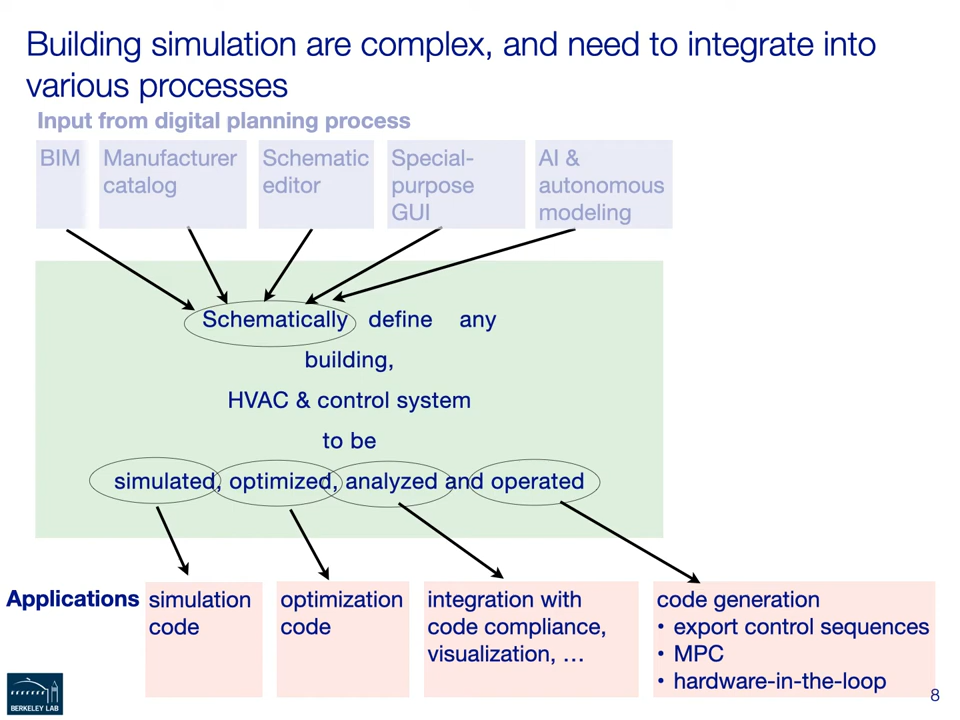 Building simulation are complex, and need to integrate into
various processes
Input from digital planning process
BIM
Manufacturer
catalog
Schematic
editor
Special-
purpose
GUI
AI &
autonomous
modeling
Schematically define any
building,
HVAC & control system
to be
simulated, optimized, analyzed and operated
Applications
simulation
code
optimization
code
integration with
code compliance,
visualization, …
code generation
• export control sequences
• MPC
• hardware-in-the-loop
BERKELEY LAB
8